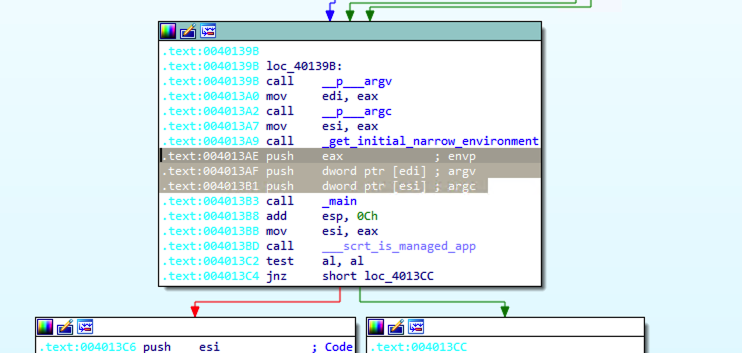 .text:0040139B
.text:0040139B loc_40139B:
.text:0040139B call __p___argv
.text:004013A0 mov edi, eax
.text:004013A2 call __p___argc
.text:004013A7 mov esi, eax
.text:004013A9 call _get_initial_narrow_environment
.text:004013AE push eax ; envp
.text:004013AF push dword ptr [edi] ; argv
.text:004013B1 push dword ptr [esi] ; argc
.text:004013B3 call _main
.text:004013B8 add esp, 0Ch
.text:004013BB mov esi, eax
.text:004013BD call ___scrt_is_managed_app
.text:004013C2 test al, al
.text:004013C4 jnz short loc_4013CC
.text:004013C6 push esi ; Code
.text:004013CC